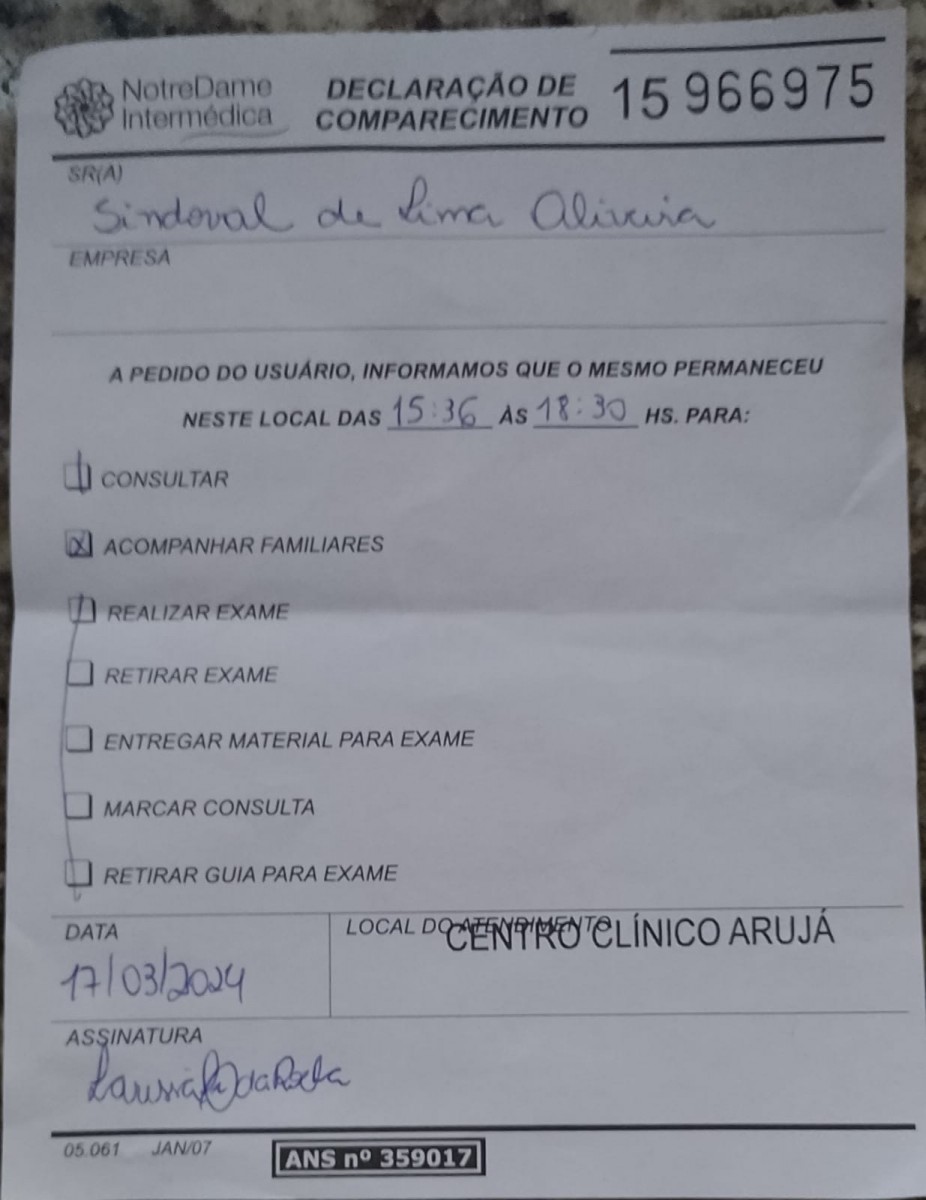 NotreDame
Intermédica
DECLARAÇÃO DE
COMPARECIMENTO
15 966975
SR(A)
Sindoval de Lima Oliveira
EMPRESA
A PEDIDO DO USUÁRIO, INFORMAMOS QUE O MESMO PERMANECEU
NESTE LOCAL DAS 15:36 ÀS 18:30 HS. PARA:
CONSULTAR
X ACOMPANHAR FAMILIARES
REALIZAR EXAME
RETIRAR EXAME
ENTREGAR MATERIAL PARA EXAME
MARCAR CONSULTA
RETIRAR GUIA PARA EXAME
DATA
17/03/2024
LOCAL DO ATENDIMENTO
CENTRO CLÍNICO ARUJÁ
ASSINATURA
05.061 JAN/07
ANS nº 359017